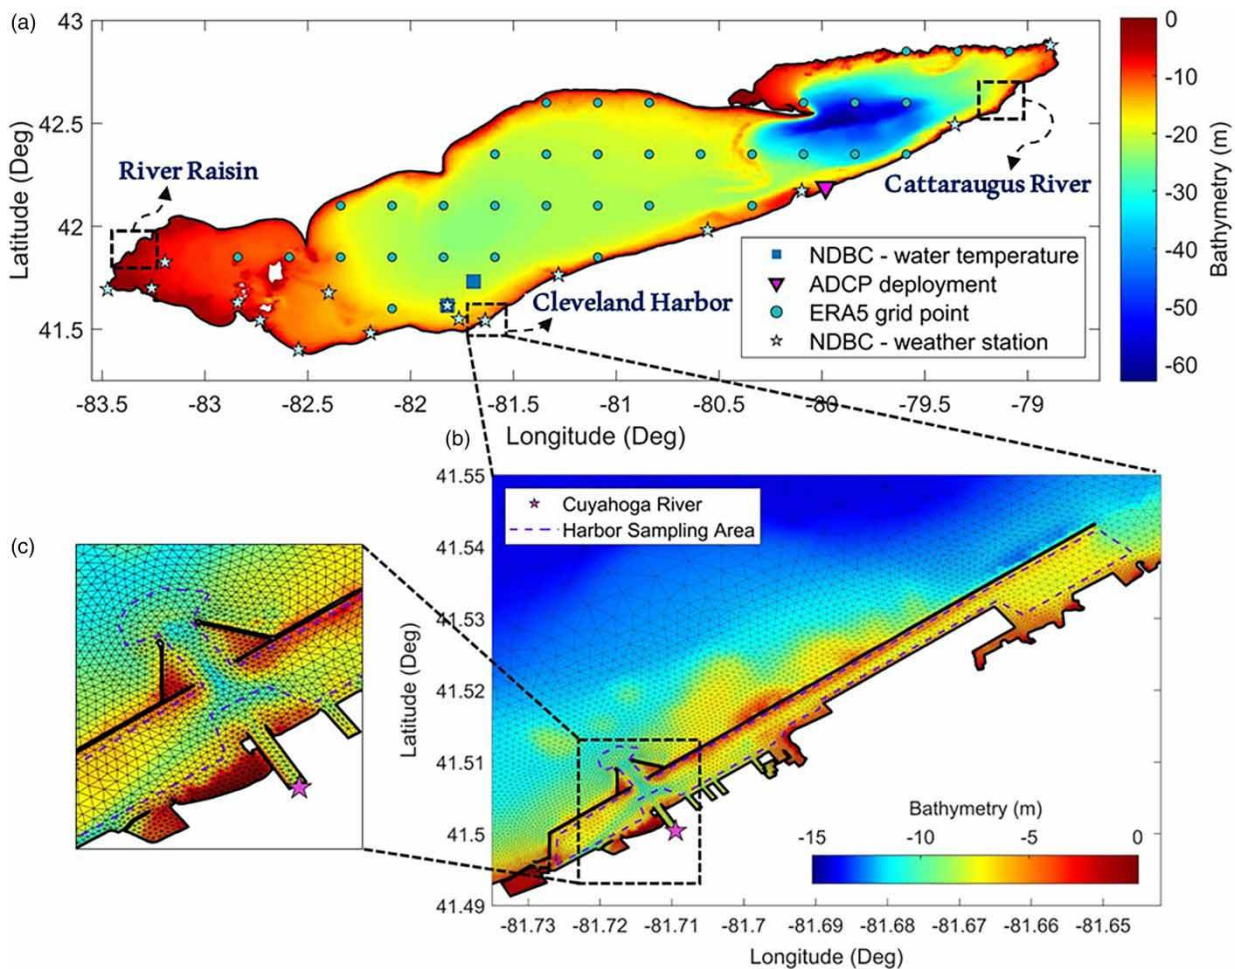 (a)
43
42.5
42
41.5
Latitude (Deg)
River Raisin
Cattaraugus River
Cleveland Harbor
NDBC - water temperature
ADCP deployment
ERA5 grid point
NDBC - weather station
0
-10
-20
-30
-40
-50
-60
Bathymetry (m)
-83.5 -83 -82.5 -82 -81.5 -81 -80.5 -80 -79.5 -79
Longitude (Deg)
(b)
41.55
41.54
41.53
41.52
41.51
41.5
41.49
Latitude (Deg)
Cuyahoga River
Harbor Sampling Area
(c)
Bathymetry (m)
-15 -10 -5 0
-81.73 -81.72 -81.71 -81.7 -81.69 -81.68 -81.67 -81.66 -81.65
Longitude (Deg)